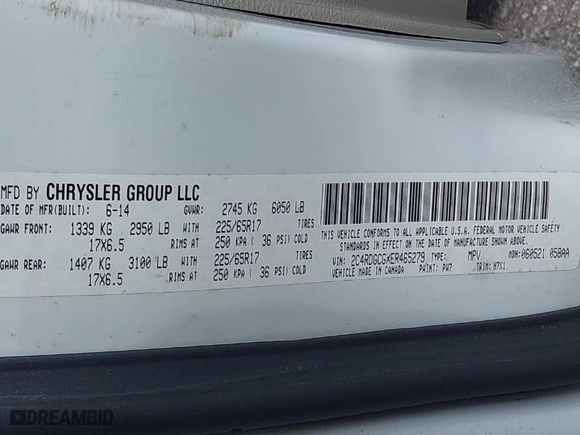 MFD BY CHRYSLER GROUP LLC
DATE OF MFR(BUILT): 6-14 GVWR: 2745 KG 6050 LB
GAWR FRONT: 1339 KG 2950 LB 225/65R17 TIRES
17X6.5 RIMS AT 250 KPA ( 36 PSI) COLD
GAWR REAR: 1407 KG 3100 LB 225/65R17 TIRES
17X6.5 RIMS AT 250 KPA ( 36 PSI) COLD
THIS VEHICLE CONFORMS TO ALL APPLICABLE U.S.A. FEDERAL MOTOR VEHICLE SAFETY
STANDARDS IN EFFECT ON THE DATE OF MANUFACTURE SHOWN ABOVE.
VIN: 2C4RDGCGXER465279 TYPE: MPV MDH: 060521 058AA
VEHICLE MADE IN CANADA PAINT: PW7 TRIM: H7X1
DREAMBID